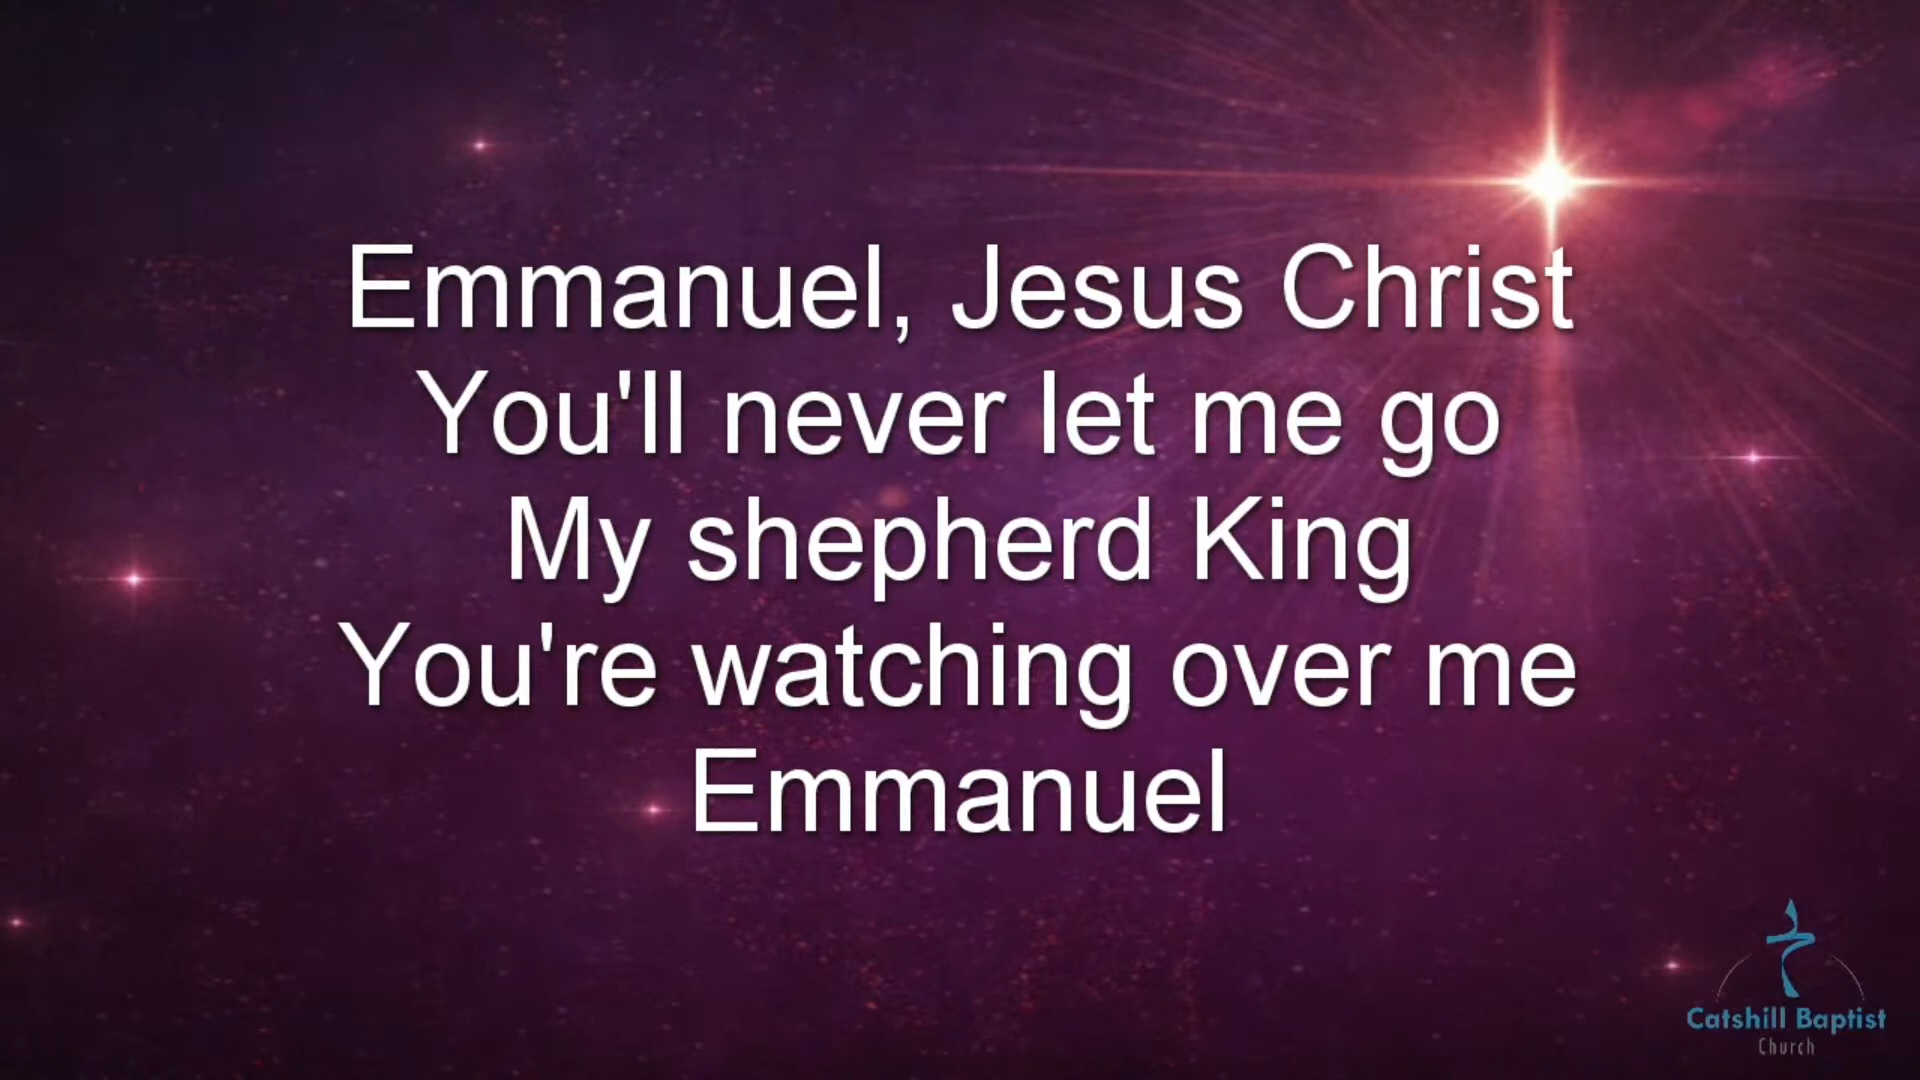 Emmanuel, Jesus Christ
You'll never let me go
My shepherd King
You're watching over me
Emmanuel
Catshill Baptist
Church